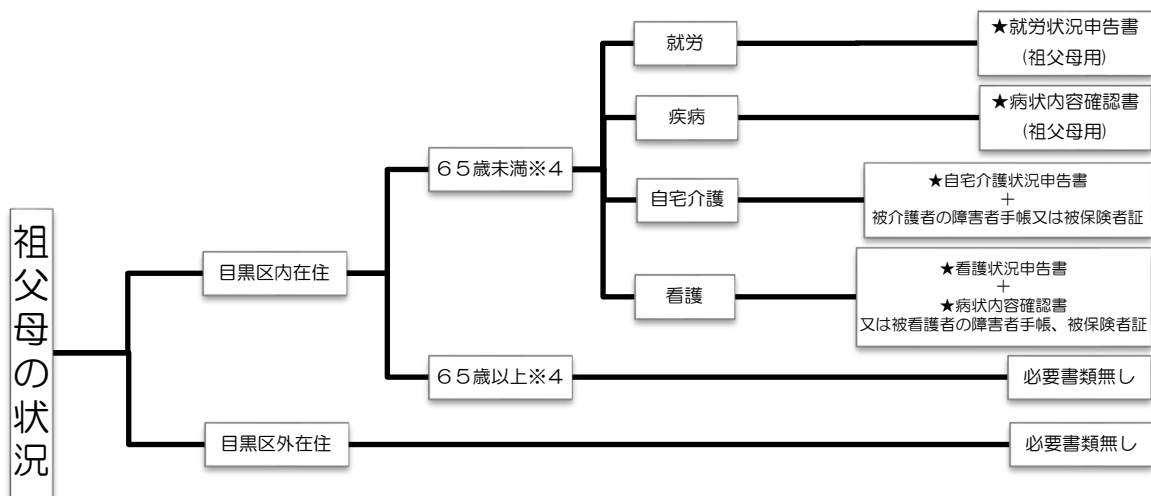 祖父母の状況
目黒区内在住
６５歳未満※４
就労
★就労状況申告書
(祖父母用)
疾病
★病状内容確認書
(祖父母用)
自宅介護
★自宅介護状況申告書
+
被介護者の障害者手帳又は被保険者証
看護
★看護状況申告書
+
★病状内容確認書
又は被看護者の障害者手帳、被保険者証
６５歳以上※４
必要書類無し
目黒区外在住
必要書類無し